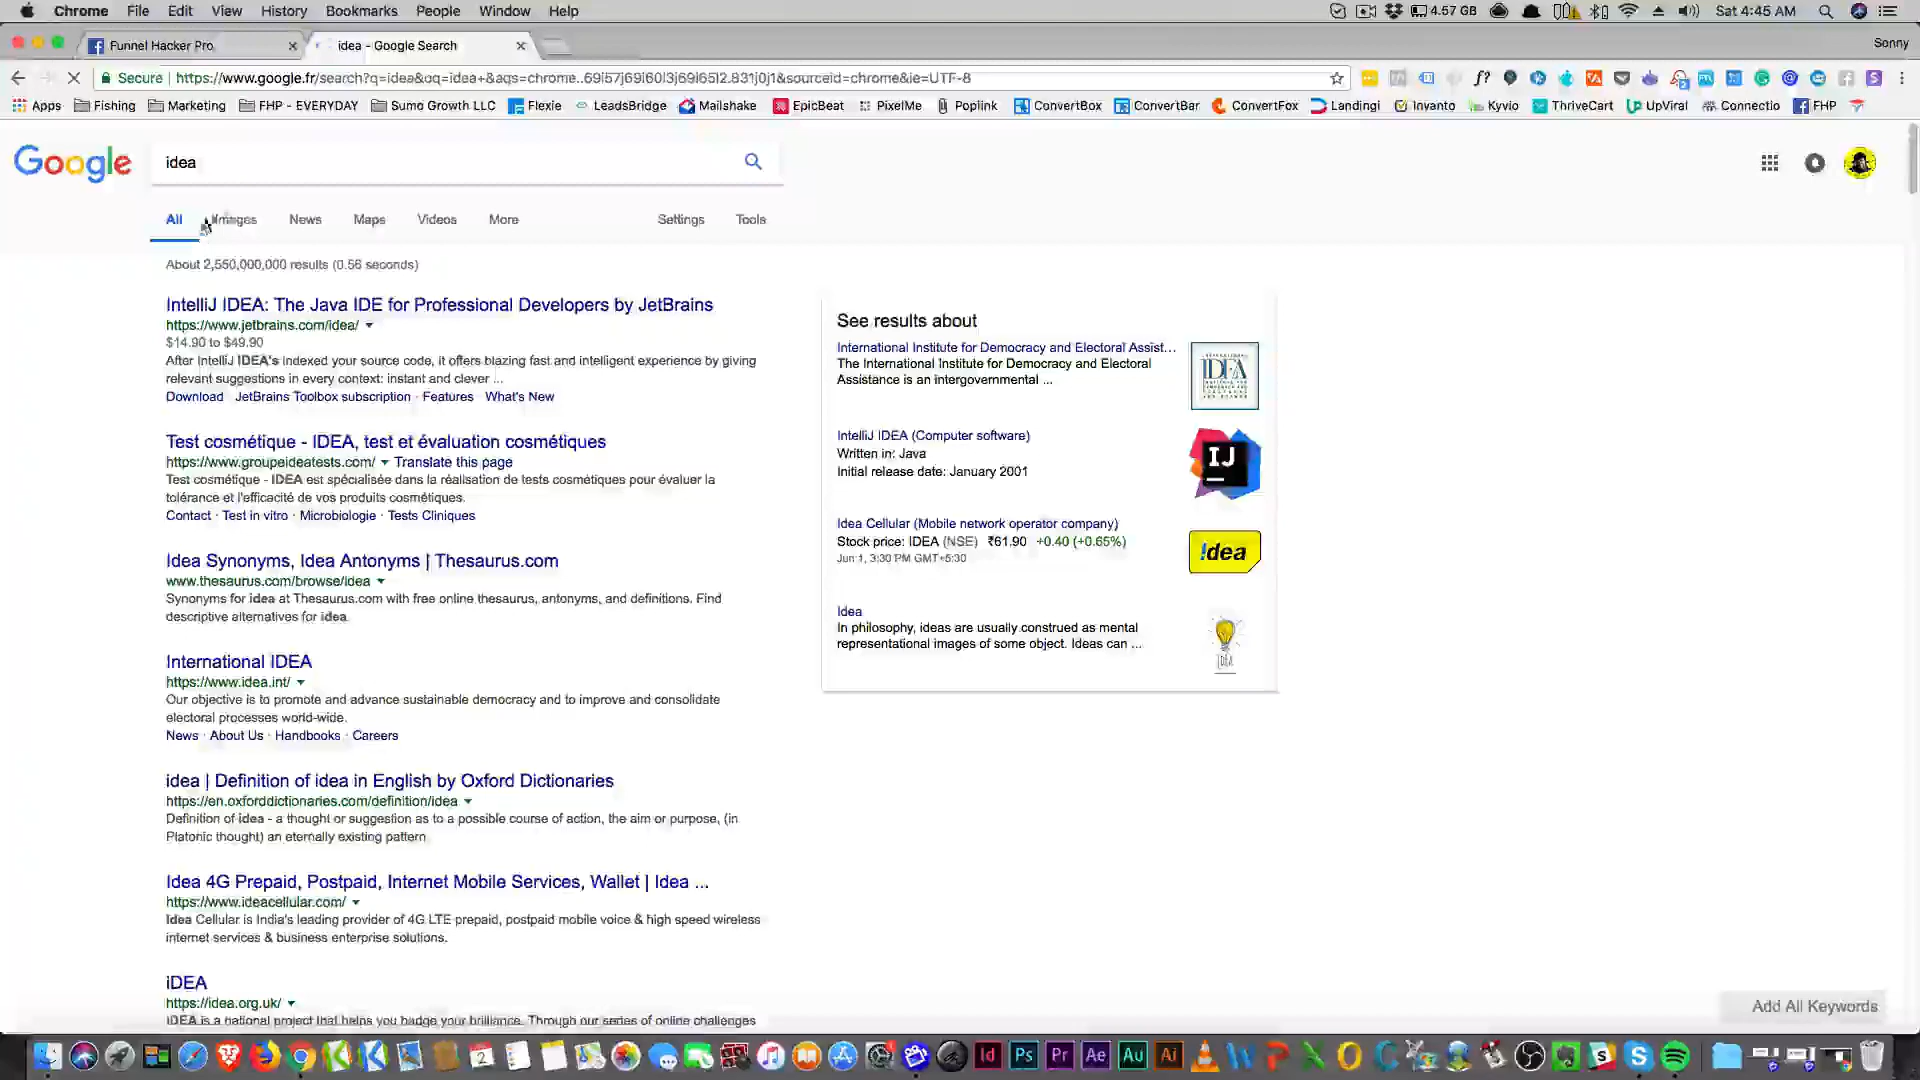 Chrome File Edit View History Bookmarks People Window Help 4.57 GB Sat 4:45 AM
Funnel Hacker Pro idea - Google Search Sonny
Secure https://www.google.fr/search?q=idea&oq=idea+&aqs=chrome..69i57j69i60l3j69i65l2.831j0j1&sourceid=chrome&ie=UTF-8
Apps Fishing Marketing FHP - EVERYDAY Sumo Growth LLC Flexie LeadsBridge Mailshake EpicBeat PixelMe Poplink ConvertBox ConvertBar ConvertFox Landingi Invanto Kyvio ThriveCart UpViral Connectio FHP
Google idea
All Images News Maps Videos More Settings Tools
About 2,550,000,000 results (0.56 seconds)
IntelliJ IDEA: The Java IDE for Professional Developers by JetBrains
https://www.jetbrains.com/idea/
$14.90 to $49.90
After IntelliJ IDEA's indexed your source code, it offers blazing fast and intelligent experience by giving
relevant suggestions in every context: instant and clever ...
Download · JetBrains Toolbox subscription · Features · What's New
Test cosmétique - IDEA, test et évaluation cosmétiques
https://www.groupeideatests.com/ Translate this page
Test cosmétique - IDEA est spécialisée dans la réalisation de tests cosmétiques pour évaluer la
tolérance et l'efficacité de vos produits cosmétiques.
Contact · Test in vitro · Microbiologie · Tests Cliniques
Idea Synonyms, Idea Antonyms | Thesaurus.com
www.thesaurus.com/browse/idea
Synonyms for idea at Thesaurus.com with free online thesaurus, antonyms, and definitions. Find
descriptive alternatives for idea.
International IDEA
https://www.idea.int/
Our objective is to promote and advance sustainable democracy and to improve and consolidate
electoral processes world-wide.
News · About Us · Handbooks · Careers
idea | Definition of idea in English by Oxford Dictionaries
https://en.oxforddictionaries.com/definition/idea
Definition of idea - a thought or suggestion as to a possible course of action, the aim or purpose, (in
Platonic thought) an eternally existing pattern
Idea 4G Prepaid, Postpaid, Internet Mobile Services, Wallet | Idea ...
https://www.ideacellular.com/
Idea Cellular is India's leading provider of 4G LTE prepaid, postpaid mobile voice & high speed wireless
internet services & business enterprise solutions.
iDEA
https://idea.org.uk/
iDEA is a national project that helps you badge your brilliance. Through our series of online challenges
See results about
International Institute for Democracy and Electoral Assist...
The International Institute for Democracy and Electoral
Assistance is an intergovernmental ...
IDEA
IntelliJ IDEA (Computer software)
Written in: Java
Initial release date: January 2001
IJ
Idea Cellular (Mobile network operator company)
Stock price: IDEA (NSE) ₹61.90 +0.40 (+0.65%)
Jun 1, 3:30 PM GMT+5:30
!dea
Idea
In philosophy, ideas are usually construed as mental
representational images of some object. Ideas can ...
IDEA
Add All Keywords
2 Id Ps Pr Ae Au Ai